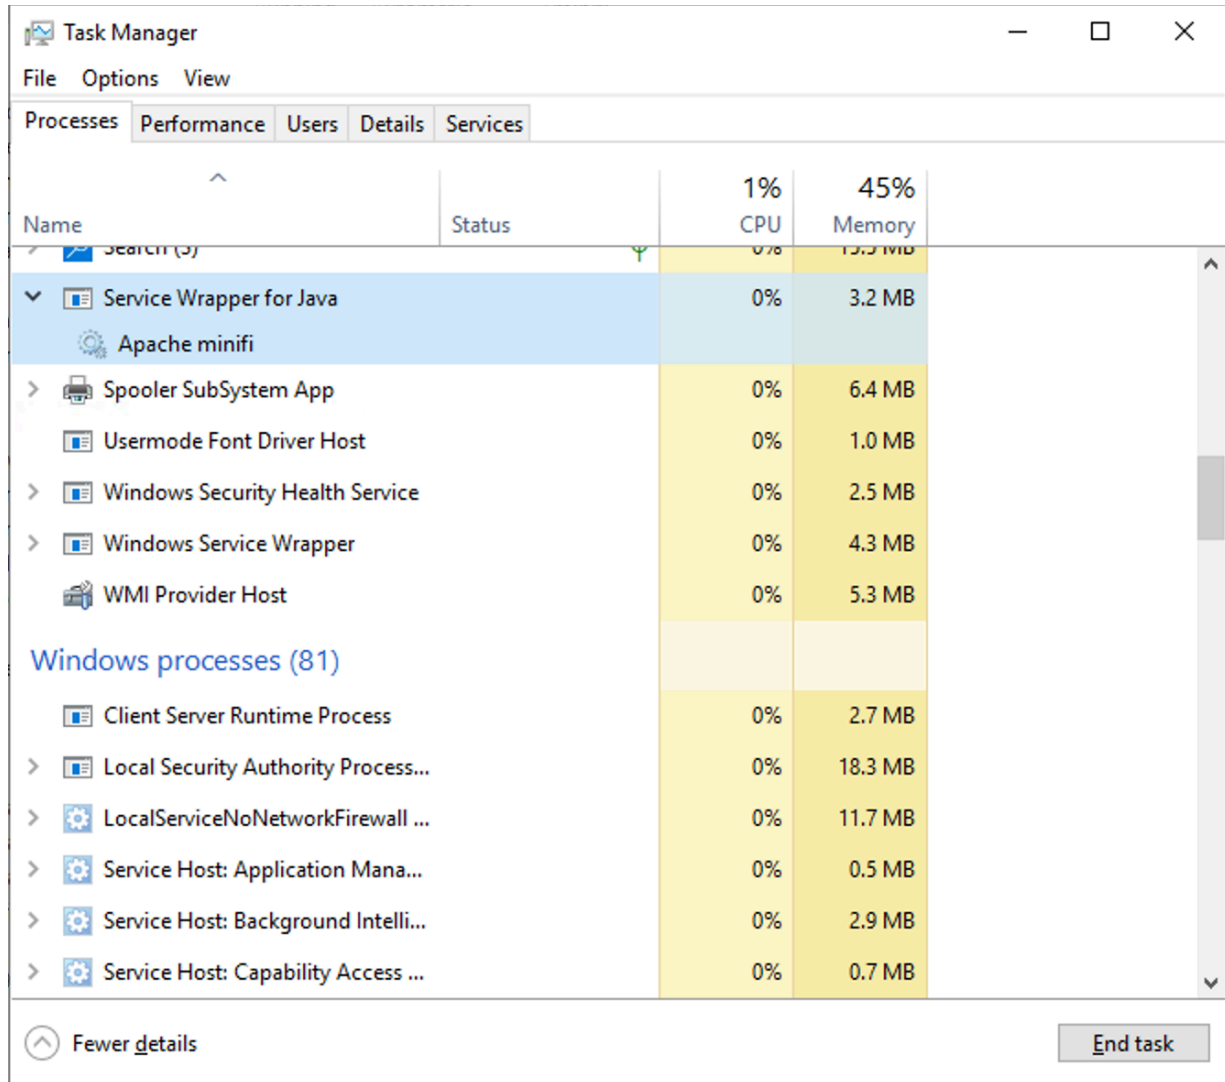 Task Manager
File Options View
Processes Performance Users Details Services
1% 45%
Name Status CPU Memory
Search (3) 0% 15.5 MB
Service Wrapper for Java 0% 3.2 MB
Apache minifi
Spooler SubSystem App 0% 6.4 MB
Usermode Font Driver Host 0% 1.0 MB
Windows Security Health Service 0% 2.5 MB
Windows Service Wrapper 0% 4.3 MB
WMI Provider Host 0% 5.3 MB
Windows processes (81)
Client Server Runtime Process 0% 2.7 MB
Local Security Authority Process... 0% 18.3 MB
LocalServiceNoNetworkFirewall ... 0% 11.7 MB
Service Host: Application Mana... 0% 0.5 MB
Service Host: Background Intelli... 0% 2.9 MB
Service Host: Capability Access ... 0% 0.7 MB
Fewer details End task